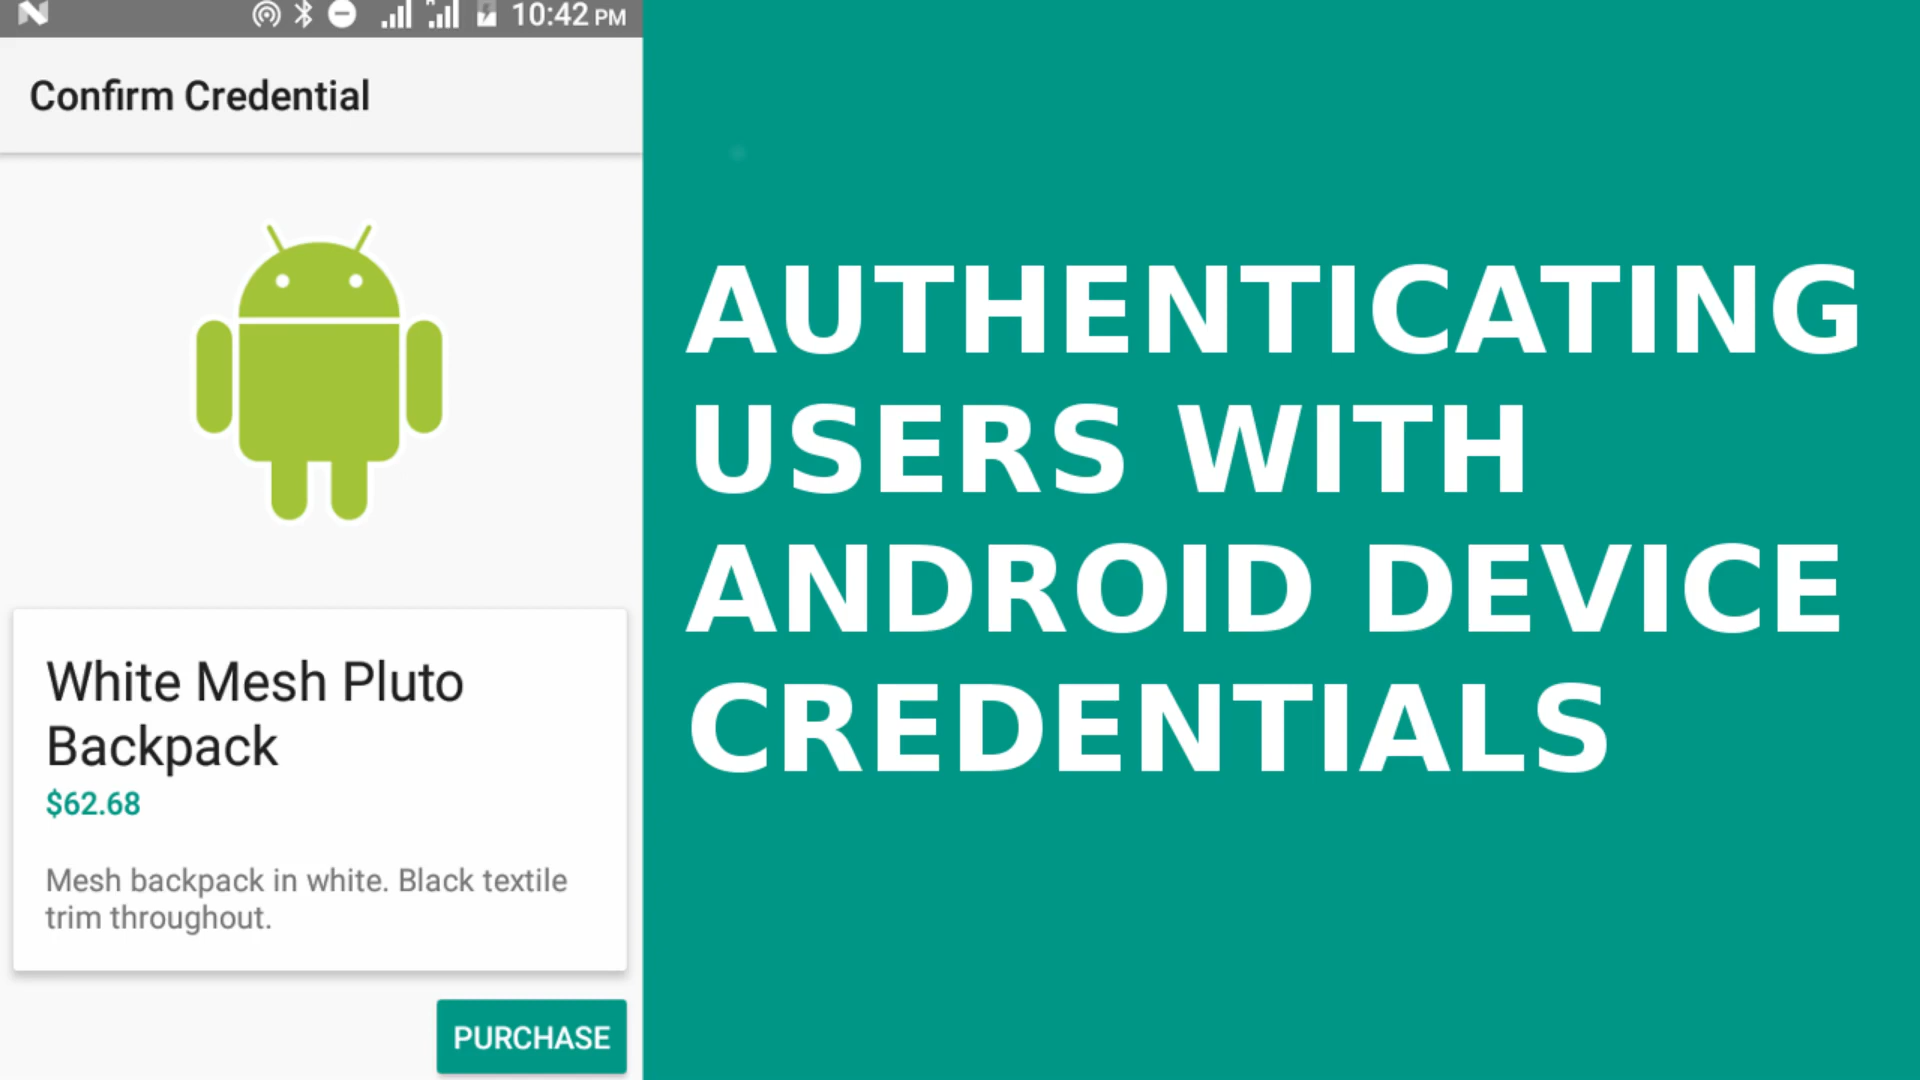 10:42 PM
Confirm Credential
White Mesh Pluto
Backpack
$62.68
Mesh backpack in white. Black textile
trim throughout.
PURCHASE
AUTHENTICATING
USERS WITH
ANDROID DEVICE
CREDENTIALS